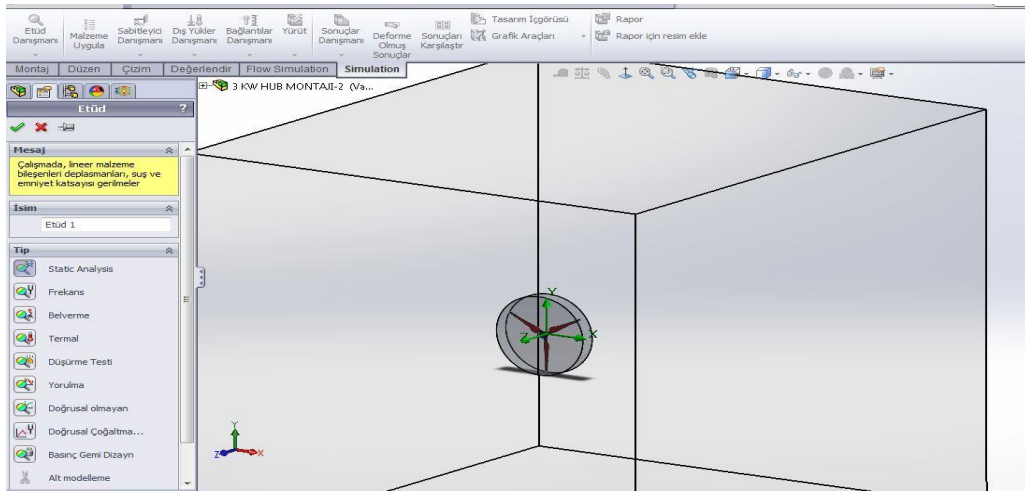 Etüd Danışmanı
Malzeme Uygula
Sabitleyici Danışmanı
Dış Yükler Danışmanı
Bağlantılar Danışmanı
Yürüt
Sonuçlar Danışmanı
Deforme Olmuş Sonuçlar
Sonuçları Karşılaştır
Tasarım İçgörüsü
Grafik Araçları
Rapor
Rapor için resim ekle
Montaj Düzen Çizim Değerlendir Flow Simulation Simulation
3 KW HUB MONTAJI-2 (Va...
Etüd ?
Mesaj
Çalışmada, lineer malzeme
bileşenleri deplasmanları, suş ve
emniyet katsayısı gerilmeler
İsim
Etüd 1
Tip
Static Analysis
Frekans
Belverme
Termal
Düşürme Testi
Yorulma
Doğrusal olmayan
Doğrusal Çoğaltma...
Basınç Gemi Dizayn
Alt modelleme
Y
X
Z
Y
Z
X